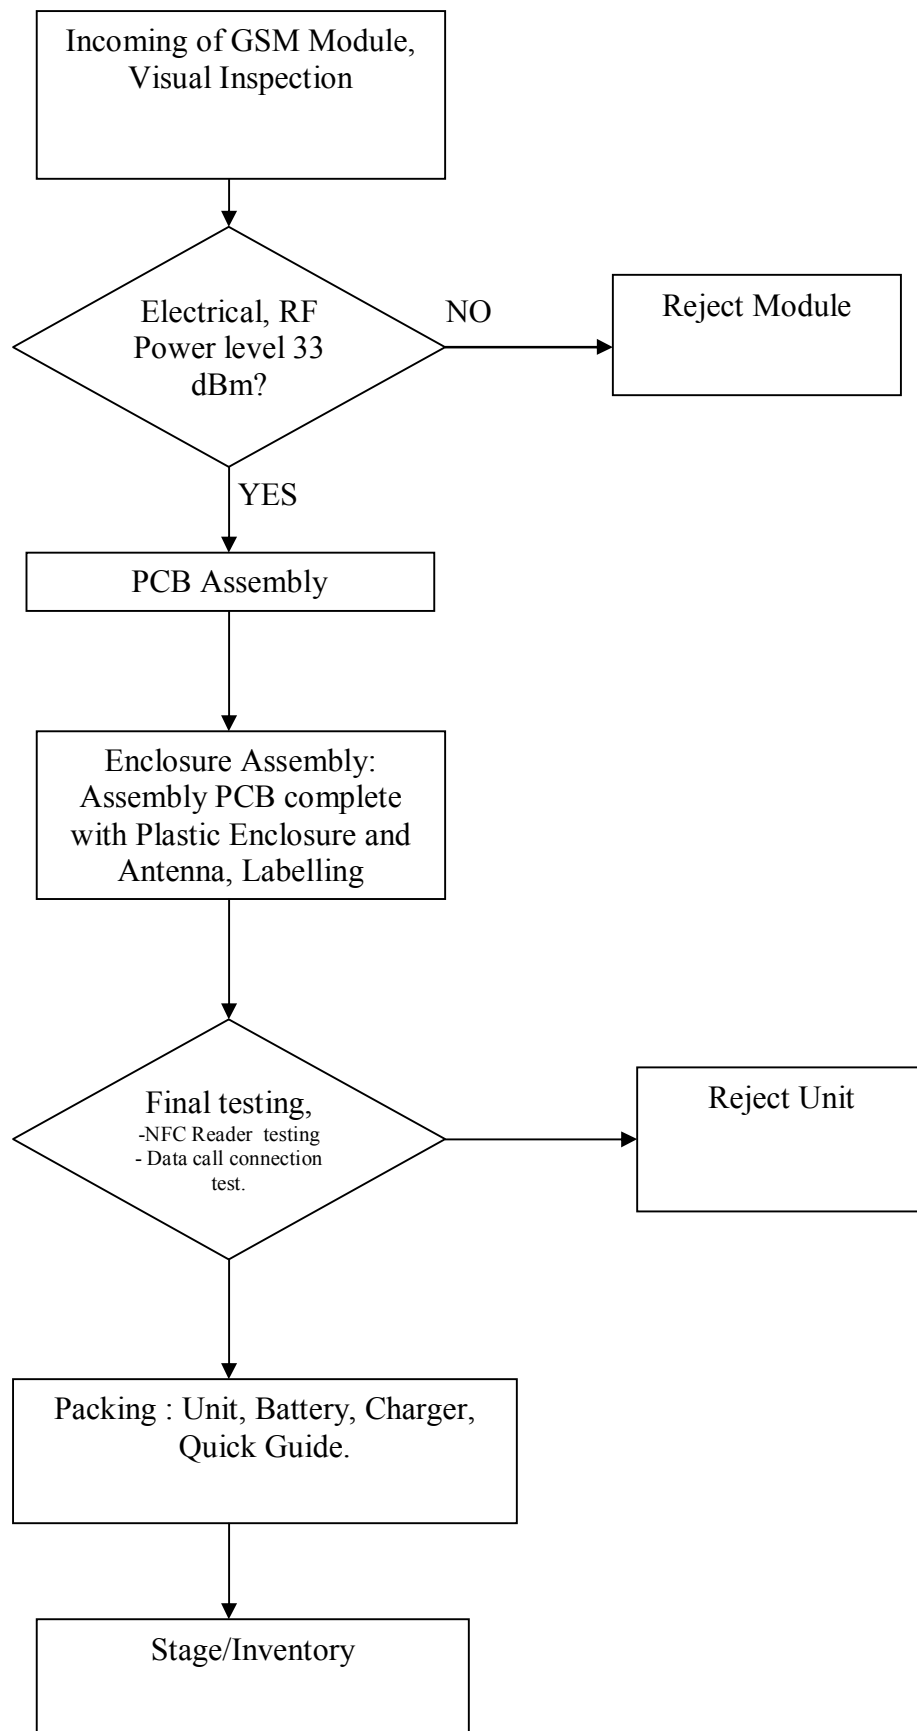 Incoming of GSM Module,
Visual Inspection
Electrical, RF
Power level 33
dBm?
NO
Reject Module
YES
PCB Assembly
Enclosure Assembly:
Assembly PCB complete
with Plastic Enclosure and
Antenna, Labelling
Final testing,
-NFC Reader testing
- Data call connection
test.
Reject Unit
Packing : Unit, Battery, Charger,
Quick Guide.
Stage/Inventory